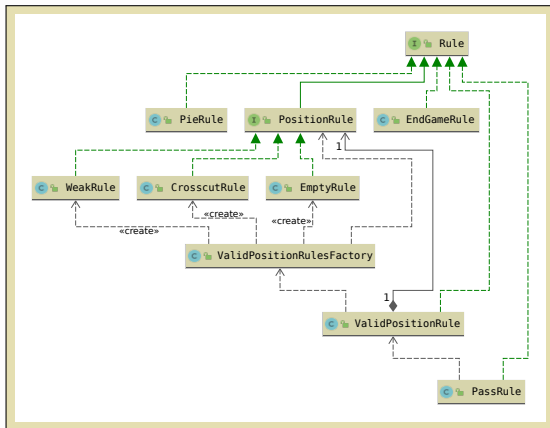 I Rule
C PieRule
I PositionRule
C EndGameRule
1
C WeakRule
C CrosscutRule
C EmptyRule
«create»
«create»
«create»
C ValidPositionRulesFactory
1
C ValidPositionRule
C PassRule